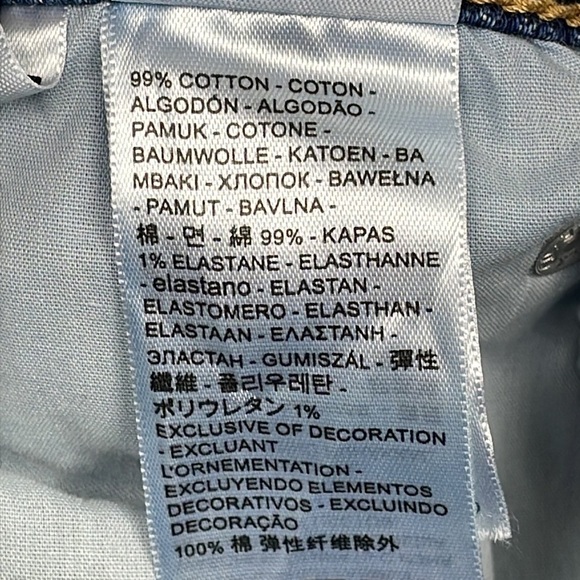 99% COTTON - COTON -
ALGODÓN - ALGODÃO -
PAMUK - COTONE -
BAUMWOLLE - KATOEN - BA
MBAKI - ХЛОПОК - BAWEŁNA
- PAMUT - BAVLNA -
棉 - 면 - 綿 99% - KAPAS
1% ELASTANE - ELASTHANNE
- elastano - ELASTAN -
ELASTOMERO - ELASTHAN -
ELASTAAN - ΕΛΑΣΤΑΝΗ -
ЭЛАСТАН - GUMISZÁL - 彈性
纖維 - 폴리우레탄 -
ポリウレタン 1%
EXCLUSIVE OF DECORATION
- EXCLUANT
L'ORNEMENTATION -
EXCLUYENDO ELEMENTOS
DECORATIVOS - EXCLUINDO
DECORAÇÃO
100% 棉 弹性纤维除外